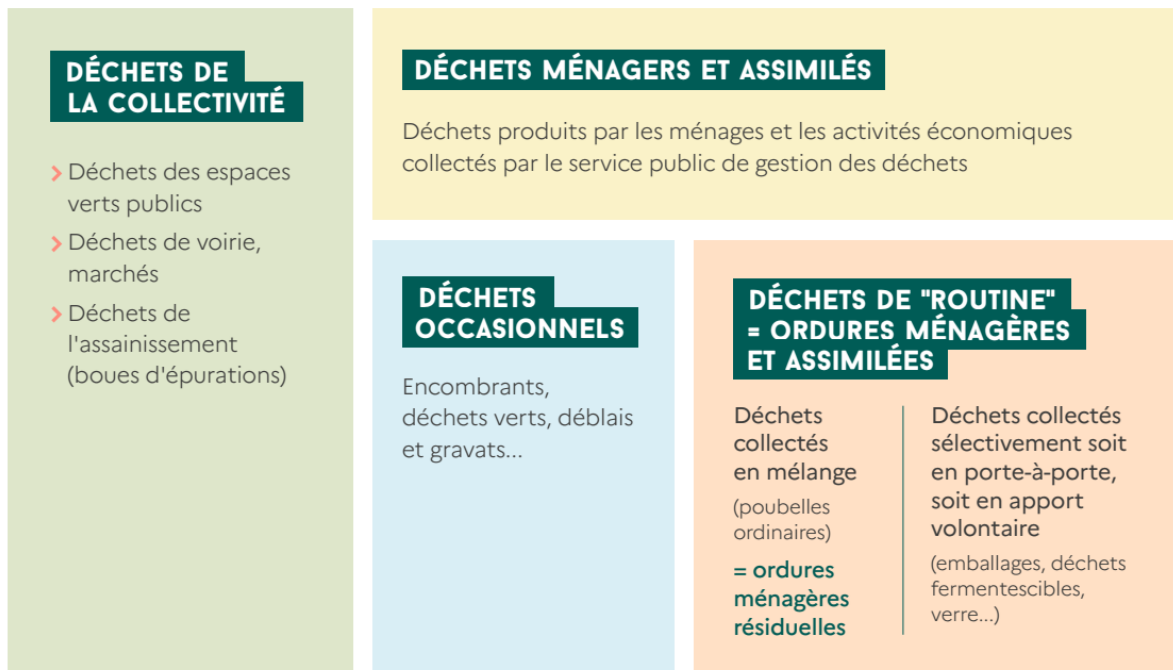 DÉCHETS DE
LA COLLECTIVITÉ
Déchets des espaces
verts publics
Déchets de voirie,
marchés
Déchets de
l'assainissement
(boues d'épurations)
DÉCHETS MÉNAGERS ET ASSIMILÉS
Déchets produits par les ménages et les activités économiques
collectés par le service public de gestion des déchets
DÉCHETS
OCCASIONNELS
Encombrants,
déchets verts, déblais
et gravats...
DÉCHETS DE "ROUTINE"
= ORDURES MÉNAGÈRES
ET ASSIMILÉES
Déchets
collectés
en mélange
(poubelles
ordinaires)
= ordures
ménagères
résiduelles
Déchets collectés
sélectivement soit
en porte-à-porte,
soit en apport
volontaire
(emballages, déchets
fermentescibles,
verre...)